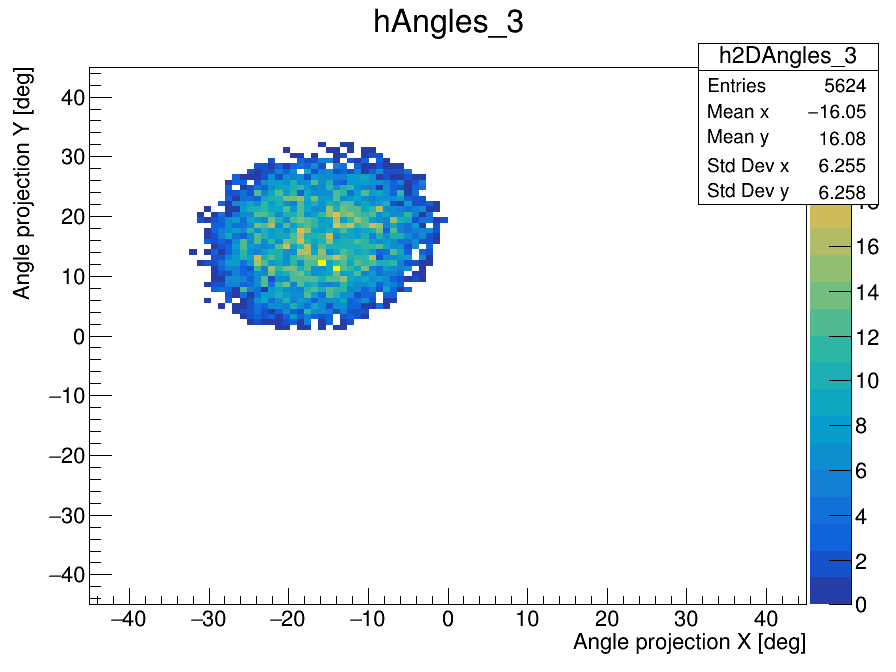 hAngles_3
h2DAngles_3
Entries 5624
Mean x −16.05
Mean y 16.08
Std Dev x 6.255
Std Dev y 6.258
Angle projection Y [deg]
40
30
20
10
0
−10
−20
−30
−40
−40 −30 −20 −10 0 10 20 30 40
Angle projection X [deg]
16
14
12
10
8
6
4
2
0